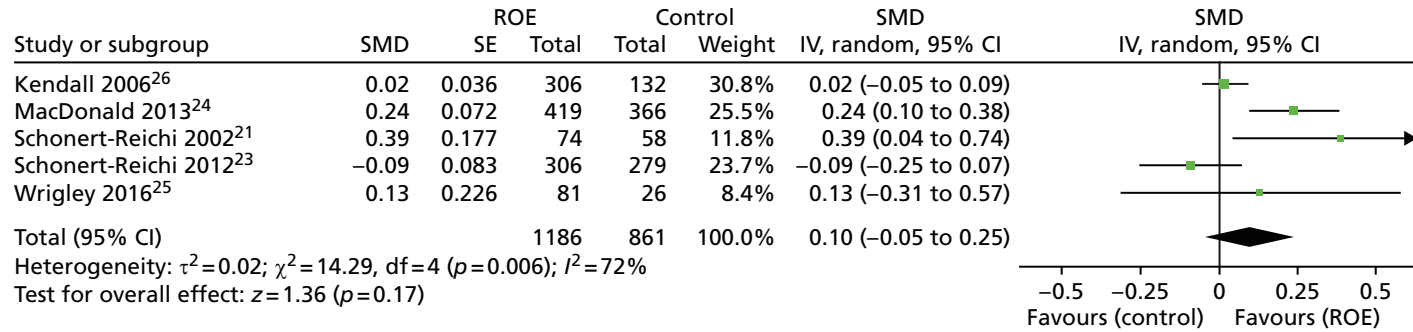 ROE Control SMD SMD
Study or subgroup SMD SE Total Total Weight IV, random, 95% CI IV, random, 95% CI
Kendall 2006²⁶ 0.02 0.036 306 132 30.8% 0.02 (−0.05 to 0.09)
MacDonald 2013²⁴ 0.24 0.072 419 366 25.5% 0.24 (0.10 to 0.38)
Schonert-Reichi 2002²¹ 0.39 0.177 74 58 11.8% 0.39 (0.04 to 0.74)
Schonert-Reichi 2012²³ −0.09 0.083 306 279 23.7% −0.09 (−0.25 to 0.07)
Wrigley 2016²⁵ 0.13 0.226 81 26 8.4% 0.13 (−0.31 to 0.57)
Total (95% CI) 1186 861 100.0% 0.10 (−0.05 to 0.25)
Heterogeneity: τ²=0.02; χ²=14.29, df=4 (p=0.006); I²=72%
Test for overall effect: z=1.36 (p=0.17)
−0.5 −0.25 0 0.25 0.5
Favours (control) Favours (ROE)